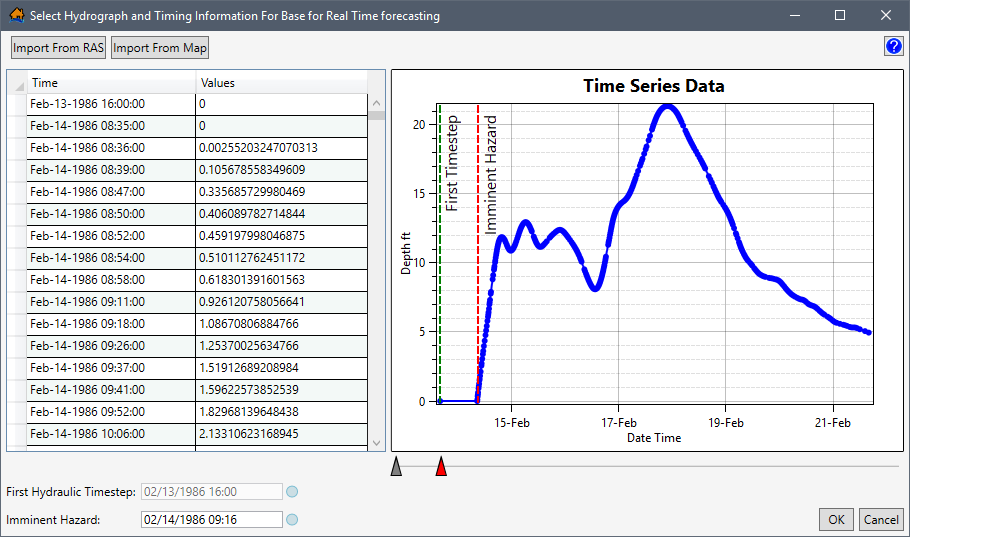 Select Hydrograph and Timing Information For Base for Real Time forecasting
Import From RAS Import From Map ?
Time Values
Feb-13-1986 16:00:00 0
Feb-14-1986 08:35:00 0
Feb-14-1986 08:36:00 0.00255203247070313
Feb-14-1986 08:39:00 0.105678558349609
Feb-14-1986 08:47:00 0.335685729980469
Feb-14-1986 08:50:00 0.406089782714844
Feb-14-1986 08:52:00 0.459197998046875
Feb-14-1986 08:54:00 0.510112762451172
Feb-14-1986 08:58:00 0.618301391601563
Feb-14-1986 09:11:00 0.926120758056641
Feb-14-1986 09:18:00 1.08670806884766
Feb-14-1986 09:26:00 1.25370025634766
Feb-14-1986 09:37:00 1.51912689208984
Feb-14-1986 09:41:00 1.59622573852539
Feb-14-1986 09:52:00 1.82968139648438
Feb-14-1986 10:06:00 2.13310623168945
Time Series Data
Depth ft
20
15
10
5
0
First Timestep
Imminent Hazard
15-Feb 17-Feb 19-Feb 21-Feb
Date Time
First Hydraulic Timestep: 02/13/1986 16:00
Imminent Hazard: 02/14/1986 09:16
OK Cancel